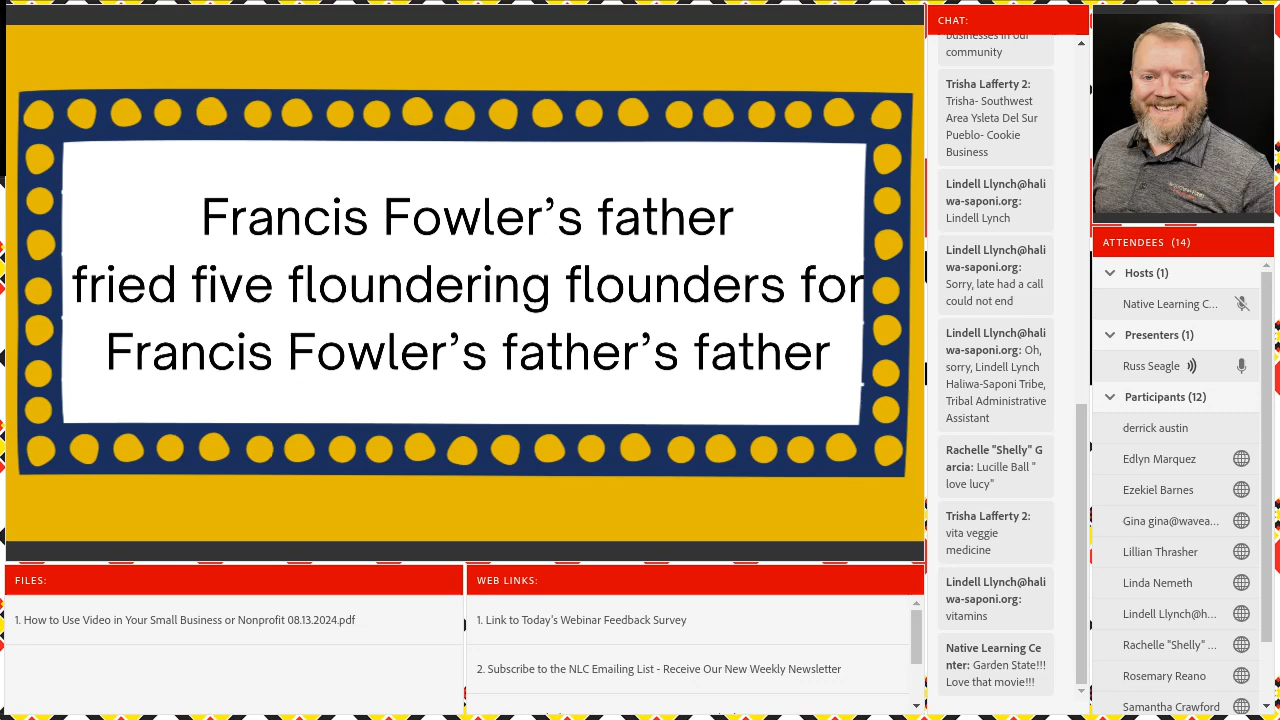 Francis Fowler’s father
fried five floundering flounders for
Francis Fowler’s father’s father
FILES:
1. How to Use Video in Your Small Business or Nonprofit 08.13.2024.pdf
WEB LINKS:
1. Link to Today's Webinar Feedback Survey
2. Subscribe to the NLC Emailing List - Receive Our New Weekly Newsletter
CHAT:
businesses in our
community
Trisha Lafferty 2:
Trisha- Southwest
Area Ysleta Del Sur
Pueblo- Cookie
Business
Lindell Llynch@hali
wa-saponi.org:
Lindell Lynch
Lindell Llynch@hali
wa-saponi.org:
Sorry, late had a call
could not end
Lindell Llynch@hali
wa-saponi.org: Oh,
sorry, Lindell Lynch
Haliwa-Saponi Tribe,
Tribal Administrative
Assistant
Rachelle "Shelly" G
arcia: Lucille Ball "
love lucy"
Trisha Lafferty 2:
vita veggie
medicine
Lindell Llynch@hali
wa-saponi.org:
vitamins
Native Learning Ce
nter: Garden State!!!
Love that movie!!!
ATTENDEES (14)
Hosts (1)
Native Learning C...
Presenters (1)
Russ Seagle
Participants (12)
derrick austin
Edlyn Marquez
Ezekiel Barnes
Gina gina@wavea...
Lillian Thrasher
Linda Nemeth
Lindell Llynch@h...
Rachelle "Shelly" ...
Rosemary Reano
Samantha Crawford